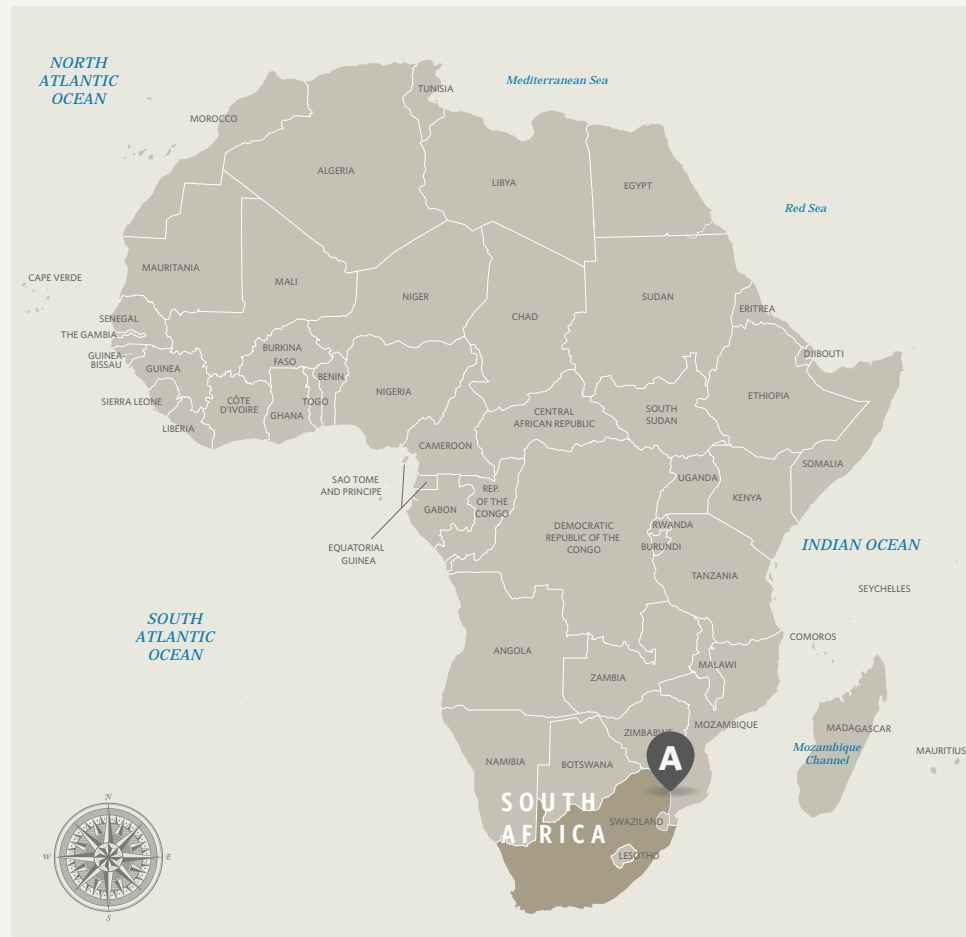 NORTH
ATLANTIC
OCEAN
Mediterranean Sea
TUNISIA
MOROCCO
ALGERIA
LIBYA
EGYPT
Red Sea
MAURITANIA
CAPE VERDE
MALI
NIGER
CHAD
SUDAN
ERITREA
SENEGAL
THE GAMBIA
GUINEA-
BISSAU
GUINEA
BURKINA
FASO
BENIN
DJIBOUTI
NIGERIA
ETHIOPIA
SIERRA LEONE
CÔTE
D'IVOIRE
TOGO
GHANA
LIBERIA
CENTRAL
AFRICAN REPUBLIC
SOUTH
SUDAN
CAMEROON
SOMALIA
SAO TOME
AND PRINCIPE
REP.
OF THE
CONGO
UGANDA
KENYA
GABON
DEMOCRATIC
REPUBLIC OF THE
CONGO
RWANDA
BURUNDI
EQUATORIAL
GUINEA
INDIAN OCEAN
TANZANIA
SEYCHELLES
SOUTH
ATLANTIC
OCEAN
COMOROS
ANGOLA
ZAMBIA
MALAWI
MOZAMBIQUE
MADAGASCAR
ZIMBABWE
Mozambique
Channel
MAURITIUS
NAMIBIA
BOTSWANA
A
SOUTH
AFRICA
SWAZILAND
LESOTHO
N
W
E
S